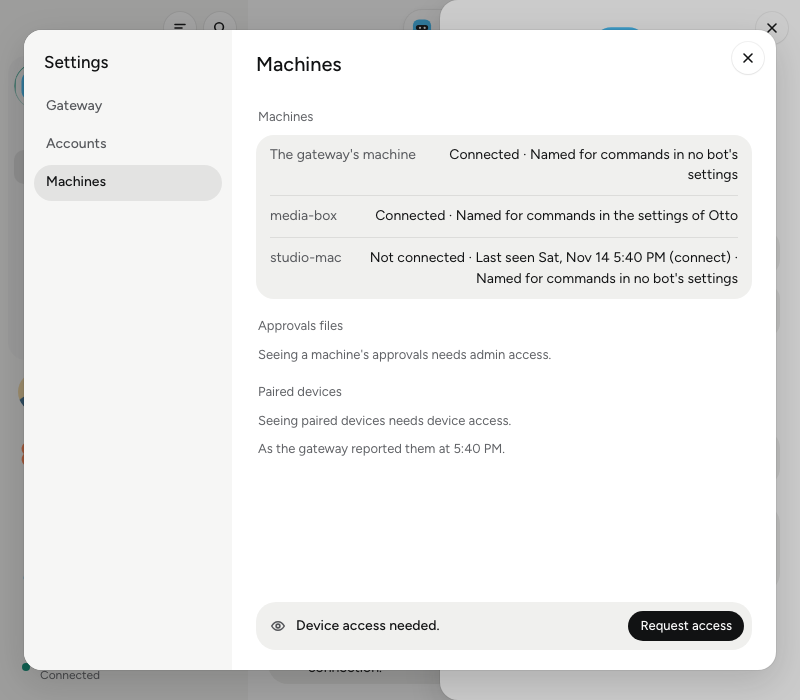 Settings
Gateway
Accounts
Machines
Machines
Machines
The gateway's machine
Connected · Named for commands in no bot's
settings
media-box
Connected · Named for commands in the settings of Otto
studio-mac
Not connected · Last seen Sat, Nov 14 5:40 PM (connect) ·
Named for commands in no bot's settings
Approvals files
Seeing a machine's approvals needs admin access.
Paired devices
Seeing paired devices needs device access.
As the gateway reported them at 5:40 PM.
Device access needed.
Request access
Connected
connection.